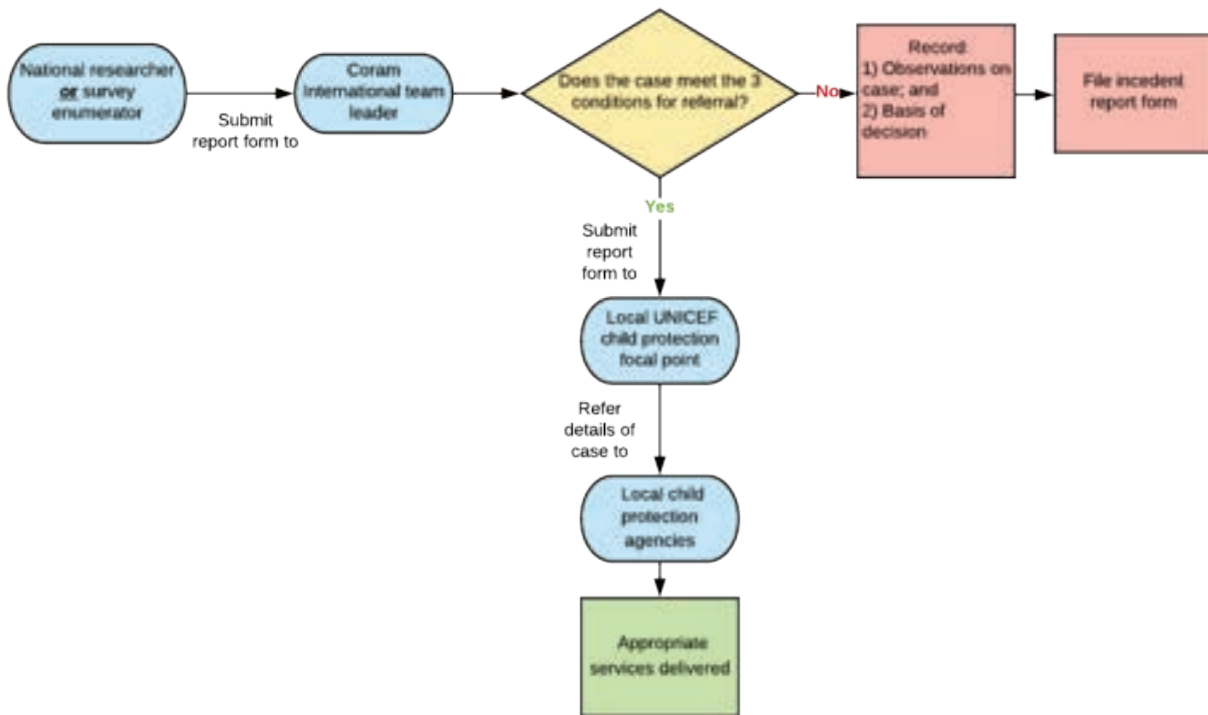 National researcher
or survey
enumerator
Submit
report form to
Coram
International team
leader
Does the case meet the 3
conditions for referral?
No
Record:
1) Observations on
case; and
2) Basis of
decision
File incedent
report form
Yes
Submit
report
form to
Local UNICEF
child protection
focal point
Refer
details of
case to
Local child
protection
agencies
Appropriate
services delivered